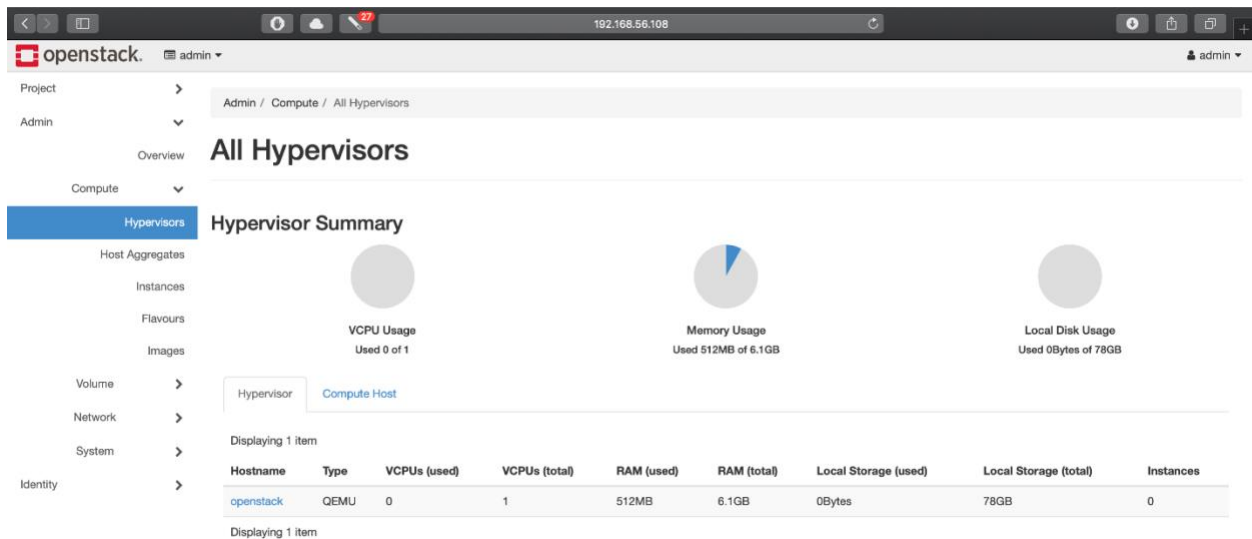 27
192.168.56.108
openstack. admin admin
Project
Admin
Overview
Compute
Hypervisors
Host Aggregates
Instances
Flavours
Images
Volume
Network
System
Identity
Admin / Compute / All Hypervisors
All Hypervisors
Hypervisor Summary
VCPU Usage
Used 0 of 1
Memory Usage
Used 512MB of 6.1GB
Local Disk Usage
Used 0Bytes of 78GB
Hypervisor Compute Host
Displaying 1 item
Hostname Type VCPUs (used) VCPUs (total) RAM (used) RAM (total) Local Storage (used) Local Storage (total) Instances
openstack QEMU 0 1 512MB 6.1GB 0Bytes 78GB 0
Displaying 1 item